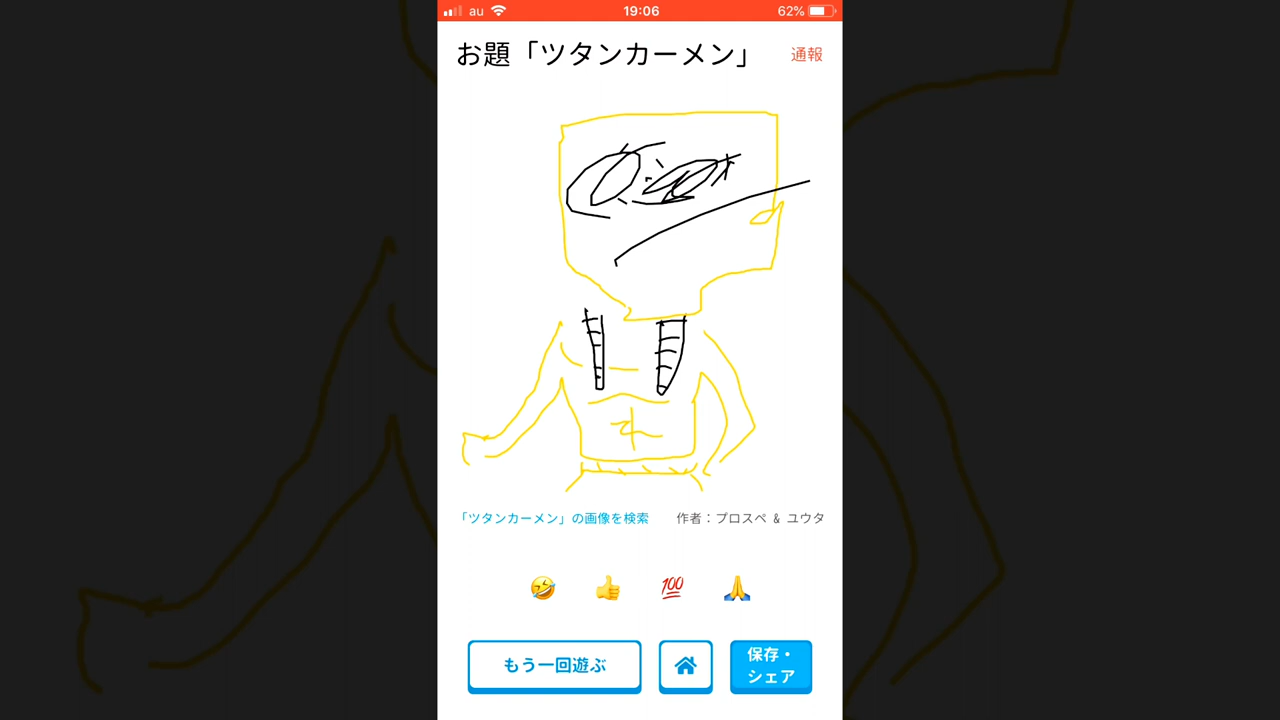 au 19:06 62%
お題「ツタンカーメン」 通報
「ツタンカーメン」の画像を検索 作者：プロスペ & ユウタ
💯
もう一回遊ぶ
保存・
シェア